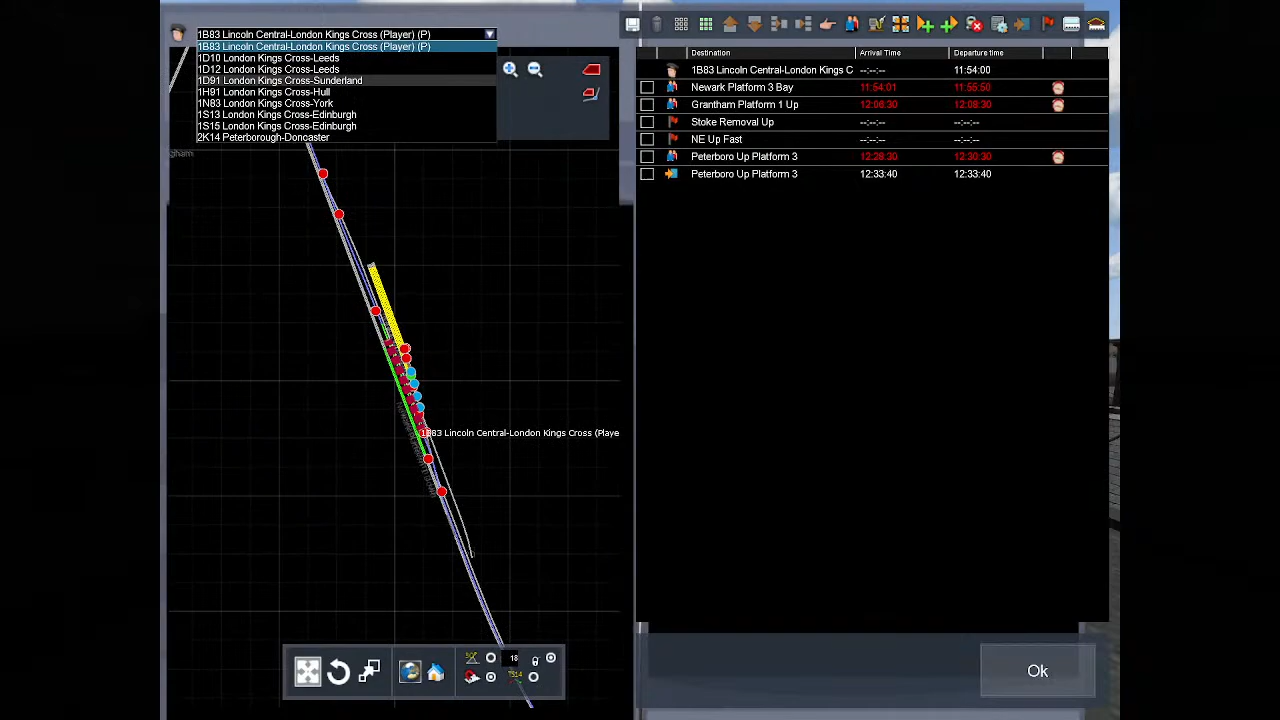 1B83 Lincoln Central-London Kings Cross (Player) (P)
1B83 Lincoln Central-London Kings Cross (Player) (P)
1D10 London Kings Cross-Leeds
1D12 London Kings Cross-Leeds
1D91 London Kings Cross-Sunderland
1H91 London Kings Cross-Hull
1N83 London Kings Cross-York
1S13 London Kings Cross-Edinburgh
1S15 London Kings Cross-Edinburgh
2K14 Peterborough-Doncaster
1B83 Lincoln Central-London Kings Cross (Playe
18
Destination Arrival Time Departure time
1B83 Lincoln Central-London Kings C --:--:-- 11:54:00
Newark Platform 3 Bay 11:54:01 11:55:50
Grantham Platform 1 Up 12:06:30 12:08:30
Stoke Removal Up --:--:-- --:--:--
NE Up Fast --:--:-- --:--:--
Peterboro Up Platform 3 12:28:30 12:30:30
Peterboro Up Platform 3 12:33:40 12:33:40
Ok